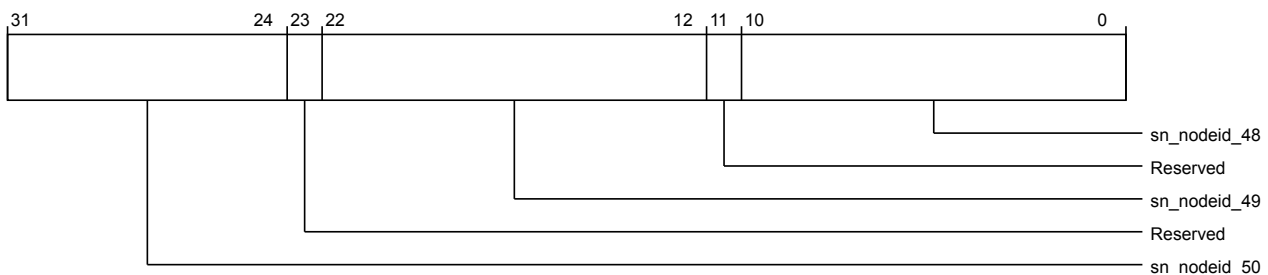 31 24 23 22 12 11 10 0
sn_nodeid_48
Reserved
sn_nodeid_49
Reserved
sn_nodeid_50